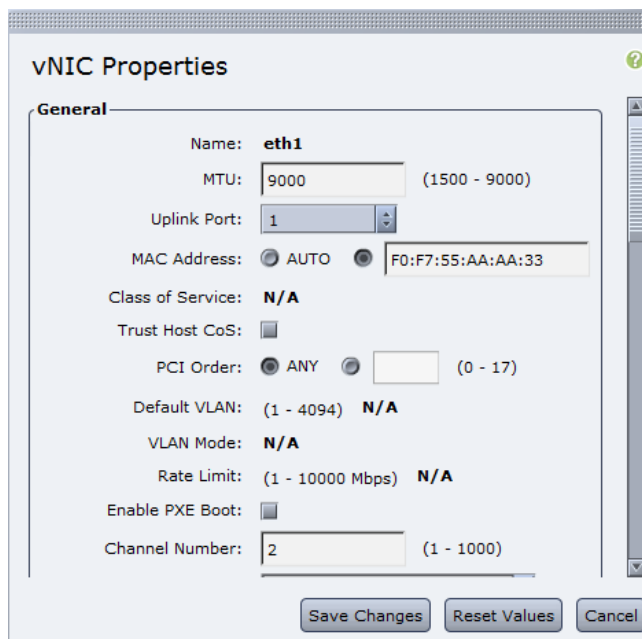 vNIC Properties
General
Name: eth1
MTU: 9000 (1500 - 9000)
Uplink Port: 1
MAC Address: AUTO F0:F7:55:AA:AA:33
Class of Service: N/A
Trust Host CoS:
PCI Order: ANY (0 - 17)
Default VLAN: (1 - 4094) N/A
VLAN Mode: N/A
Rate Limit: (1 - 10000 Mbps) N/A
Enable PXE Boot:
Channel Number: 2 (1 - 1000)
Save Changes Reset Values Cancel